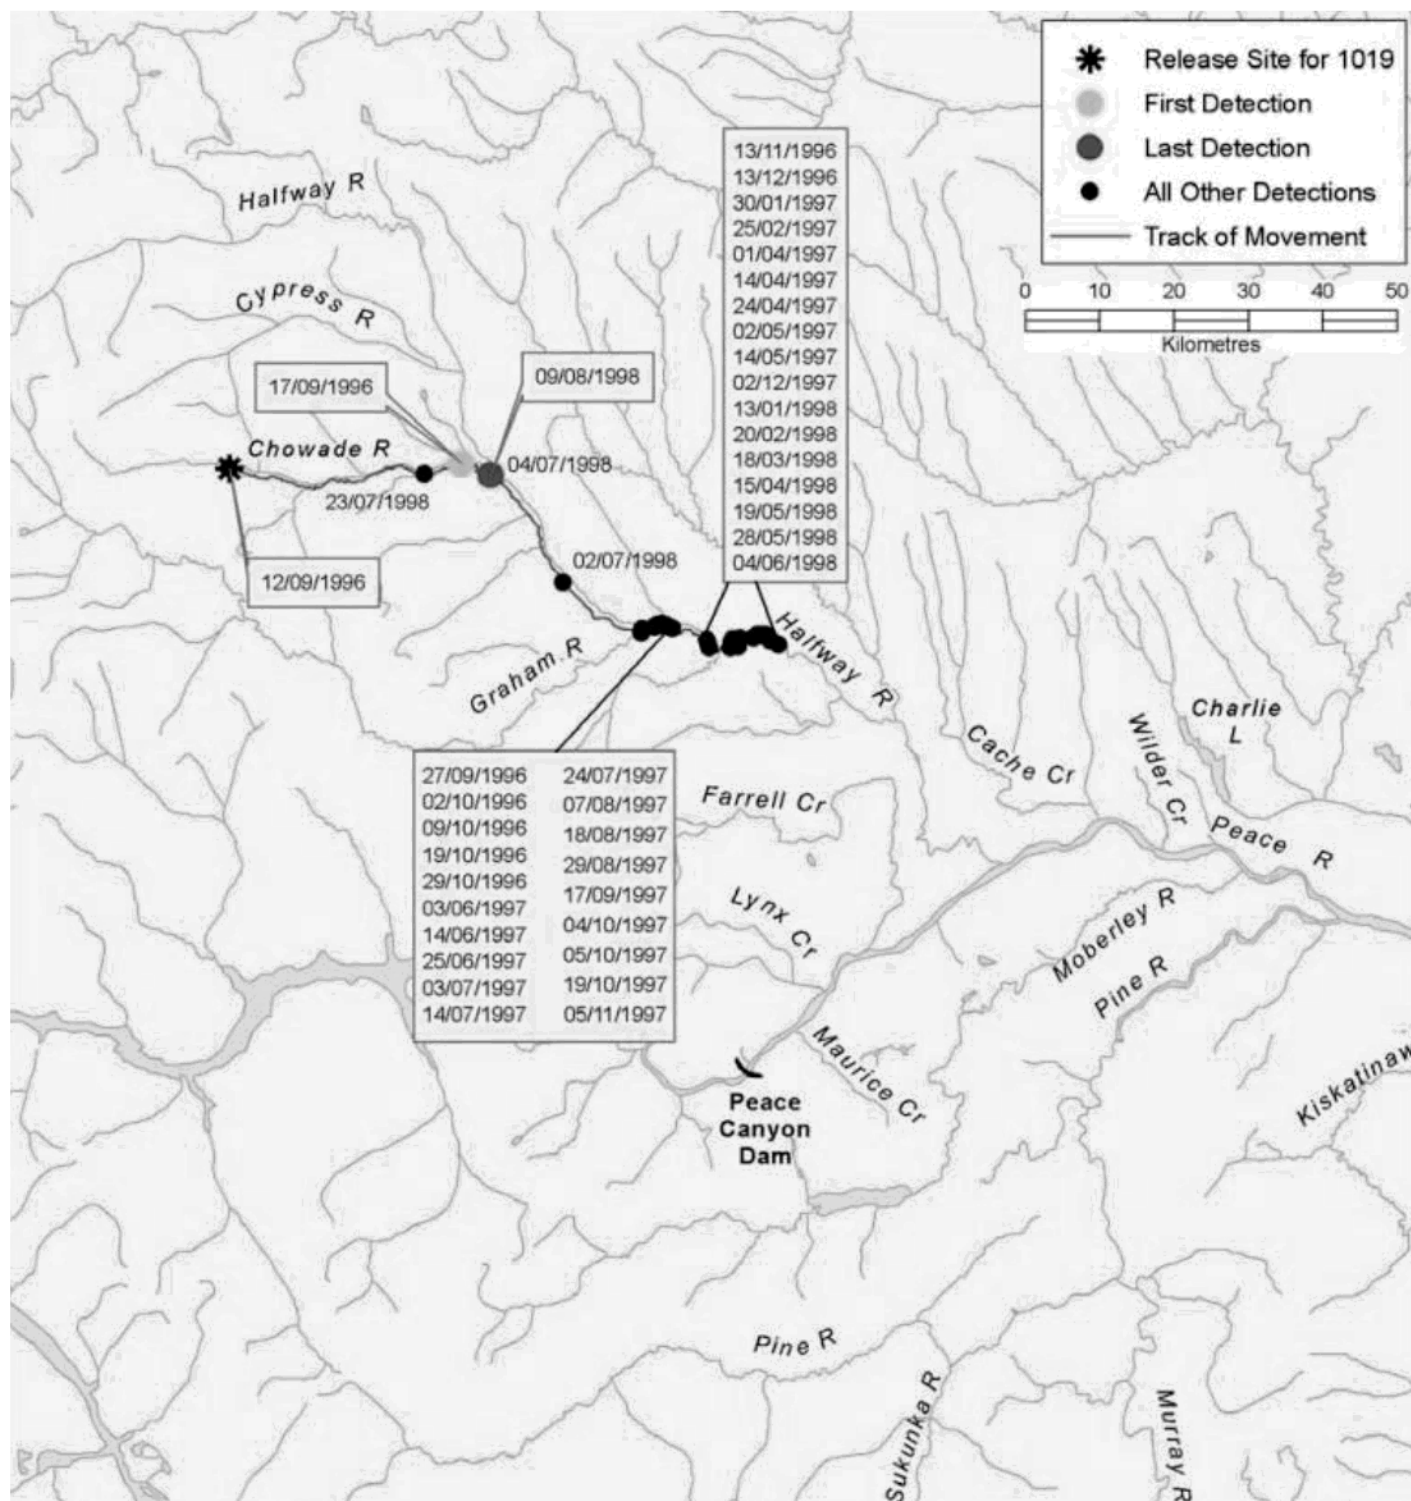 Release Site for 1019
First Detection
Last Detection
All Other Detections
Track of Movement
0 10 20 30 40 50
Kilometres
13/11/1996
13/12/1996
30/01/1997
25/02/1997
01/04/1997
14/04/1997
24/04/1997
02/05/1997
14/05/1997
02/12/1997
13/01/1998
20/02/1998
18/03/1998
15/04/1998
19/05/1998
28/05/1998
04/06/1998
Halfway R
Cypress R
17/09/1996
09/08/1998
Chowade R
04/07/1998
23/07/1998
02/07/1998
12/09/1996
Halfway R
Graham R
Charlie
L
Cache Cr
Wilder Cr
Peace R
Farrell Cr
27/09/1996 24/07/1997
02/10/1996 07/08/1997
09/10/1996 18/08/1997
19/10/1996 29/08/1997
29/10/1996 17/09/1997
03/06/1997 04/10/1997
14/06/1997 05/10/1997
25/06/1997 19/10/1997
03/07/1997 05/11/1997
14/07/1997
Lynx Cr
Moberley R
Pine R
Maurice Cr
Kiskatinaw
Peace
Canyon
Dam
Pine R
Sukunka R
Murray R